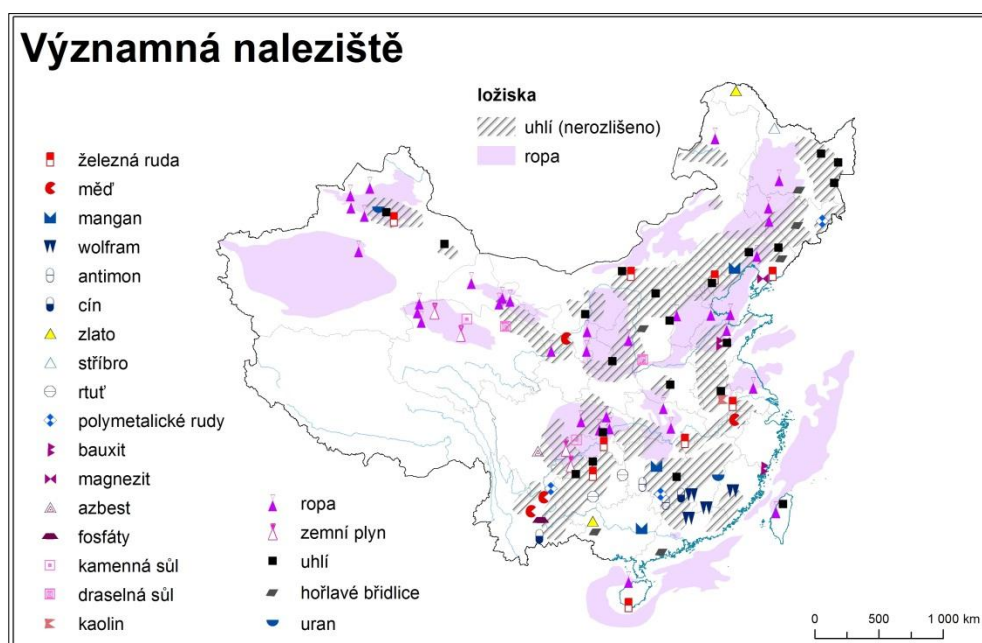 Významná naleziště
ložiska
uhlí (nerozlišeno)
ropa
železná ruda
měď
mangan
wolfram
antimon
cín
zlato
stříbro
rtuť
polymetalické rudy
bauxit
magnezit
azbest
fosfáty
kamenná sůl
draselná sůl
kaolin
ropa
zemní plyn
uhlí
hořlavé břidlice
uran
0 500 1 000 km